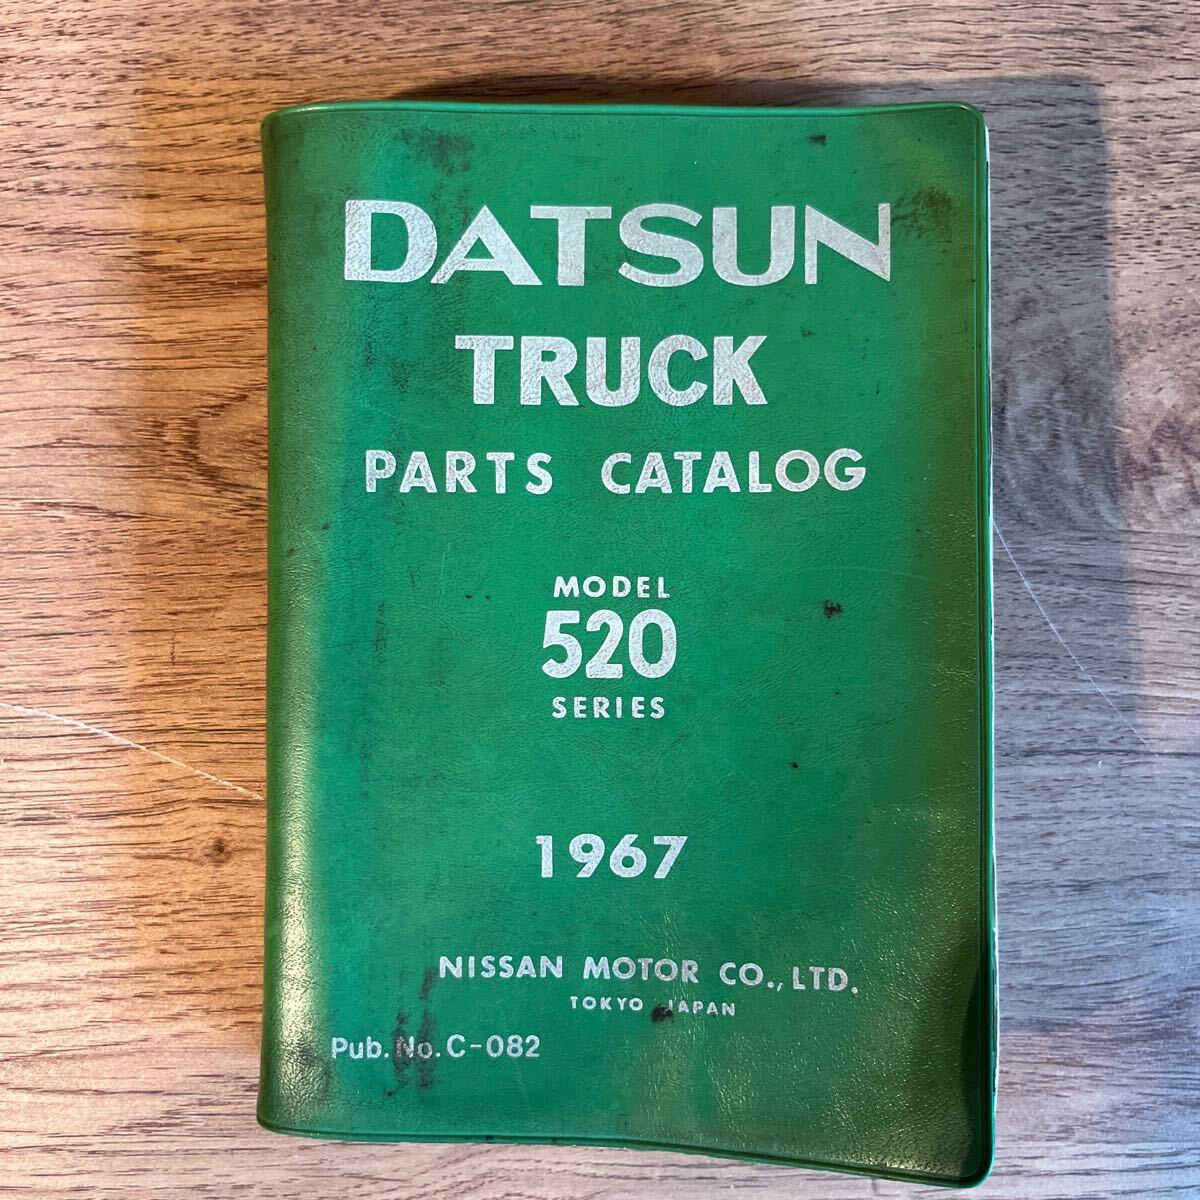 DATSUN
TRUCK
PARTS CATALOG
MODEL
520
SERIES
1967
NISSAN MOTOR CO., LTD.
TOKYO JAPAN
Pub. No. C-082